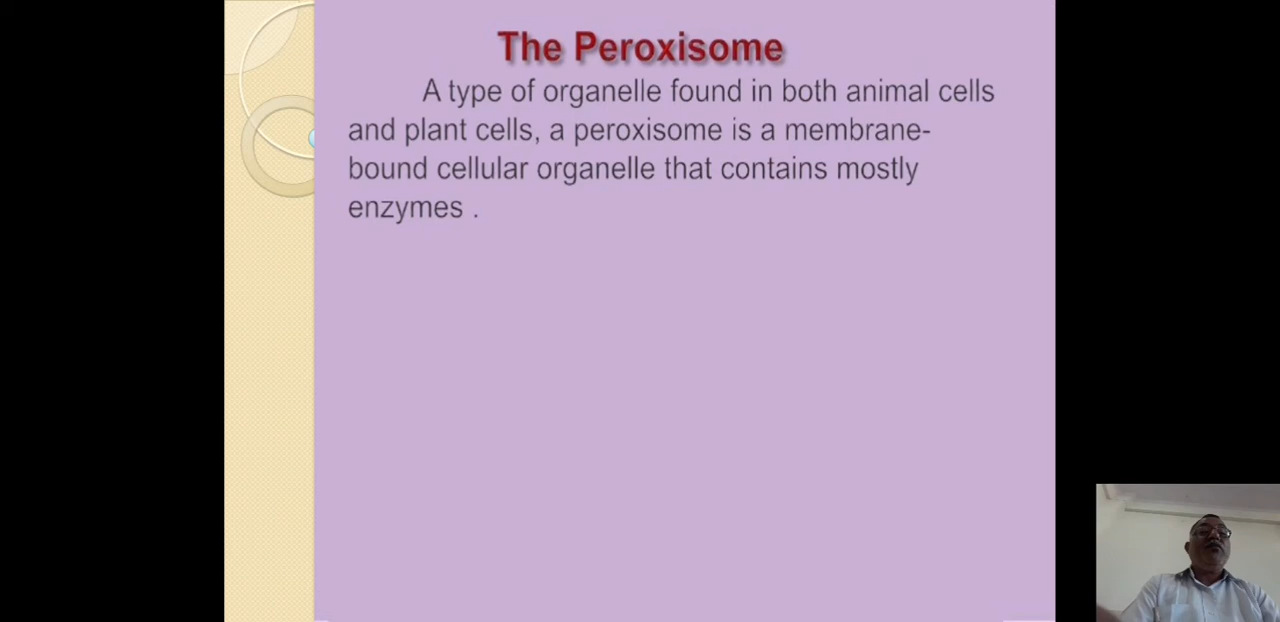 The Peroxisome
A type of organelle found in both animal cells
and plant cells, a peroxisome is a membrane-
bound cellular organelle that contains mostly
enzymes .